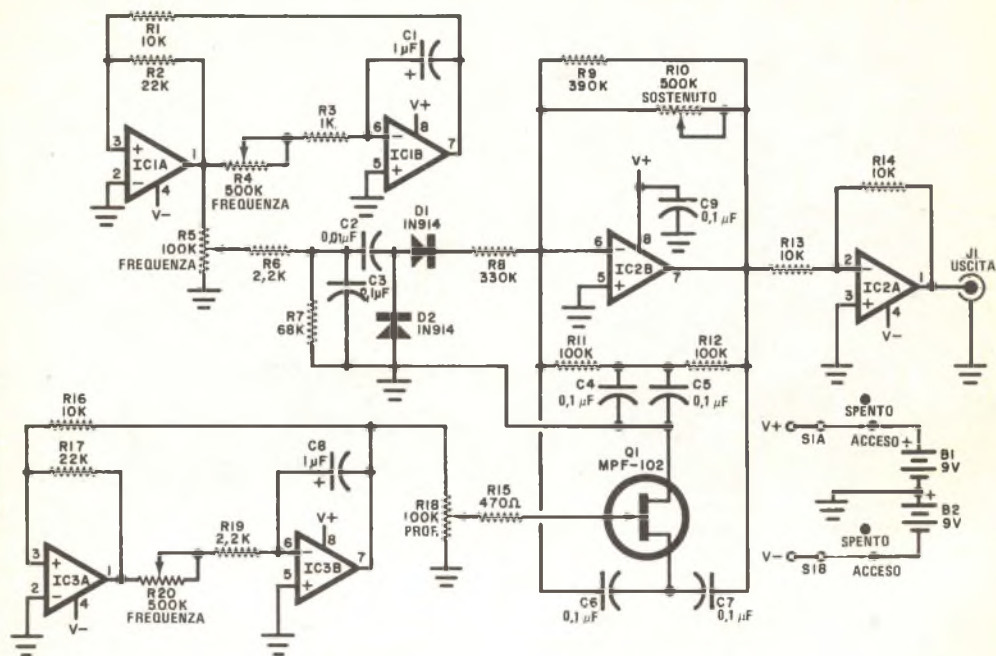 R1
10K
R2
22K
C1
1µF
+
R3
1K
V+
8
6
−
IC1B
7
5
+
3
+
IC1A
1
2
−
4
V−
R4
500K
FREQUENZA
R5
100K
FREQUENZA
R6
2,2K
C2
0,01µF
C3
0,1µF
R7
68K
D1
1N914
D2
1N914
R8
330K
R9
390K
R10
500K
SOSTENUTO
V+
C9
0,1 µF
6
−
8
IC2B
7
5
+
R11
100K
R12
100K
C4
0,1 µF
C5
0,1 µF
R13
10K
R14
10K
2
−
IC2A
1
3
+
4
V−
J1
USCITA
R16
10K
R17
22K
C8
1µF
+
R19
2,2K
V+
8
6
−
IC3B
7
5
+
3
+
IC3A
1
2
−
4
V−
R20
500K
FREQUENZA
R18
100K
PROF.
R15
470Ω
Q1
MPF-102
C6
0,1 µF
C7
0,1 µF
SPENTO
V+
S1A
ACCESO
+
B1
9V
+
B2
9V
SPENTO
V−
S1B
ACCESO